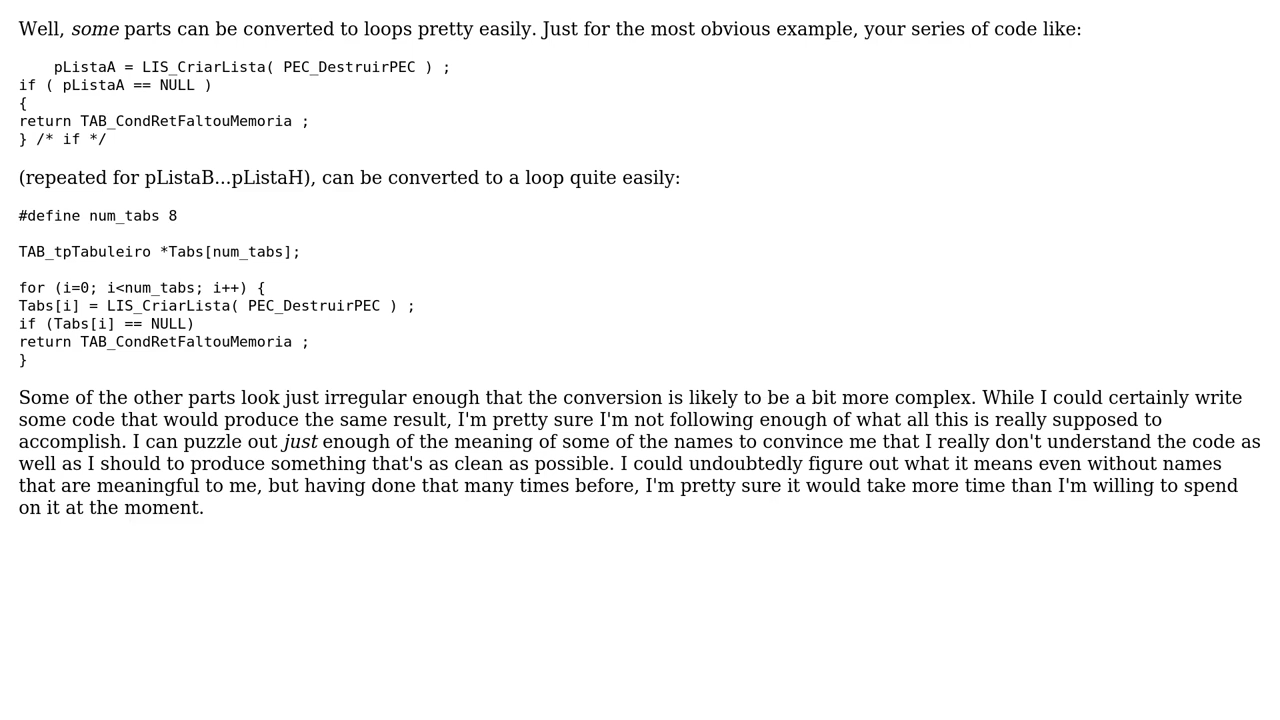 Well, some parts can be converted to loops pretty easily. Just for the most obvious example, your series of code like:
pListaA = LIS_CriarLista( PEC_DestruirPEC ) ;
if ( pListaA == NULL )
{
return TAB_CondRetFaltouMemoria ;
} /* if */
(repeated for pListaB...pListaH), can be converted to a loop quite easily:
#define num_tabs 8
TAB_tpTabuleiro *Tabs[num_tabs];
for (i=0; i<num_tabs; i++) {
Tabs[i] = LIS_CriarLista( PEC_DestruirPEC ) ;
if (Tabs[i] == NULL)
return TAB_CondRetFaltouMemoria ;
}
Some of the other parts look just irregular enough that the conversion is likely to be a bit more complex. While I could certainly write
some code that would produce the same result, I'm pretty sure I'm not following enough of what all this is really supposed to
accomplish. I can puzzle out just enough of the meaning of some of the names to convince me that I really don't understand the code as
well as I should to produce something that's as clean as possible. I could undoubtedly figure out what it means even without names
that are meaningful to me, but having done that many times before, I'm pretty sure it would take more time than I'm willing to spend
on it at the moment.